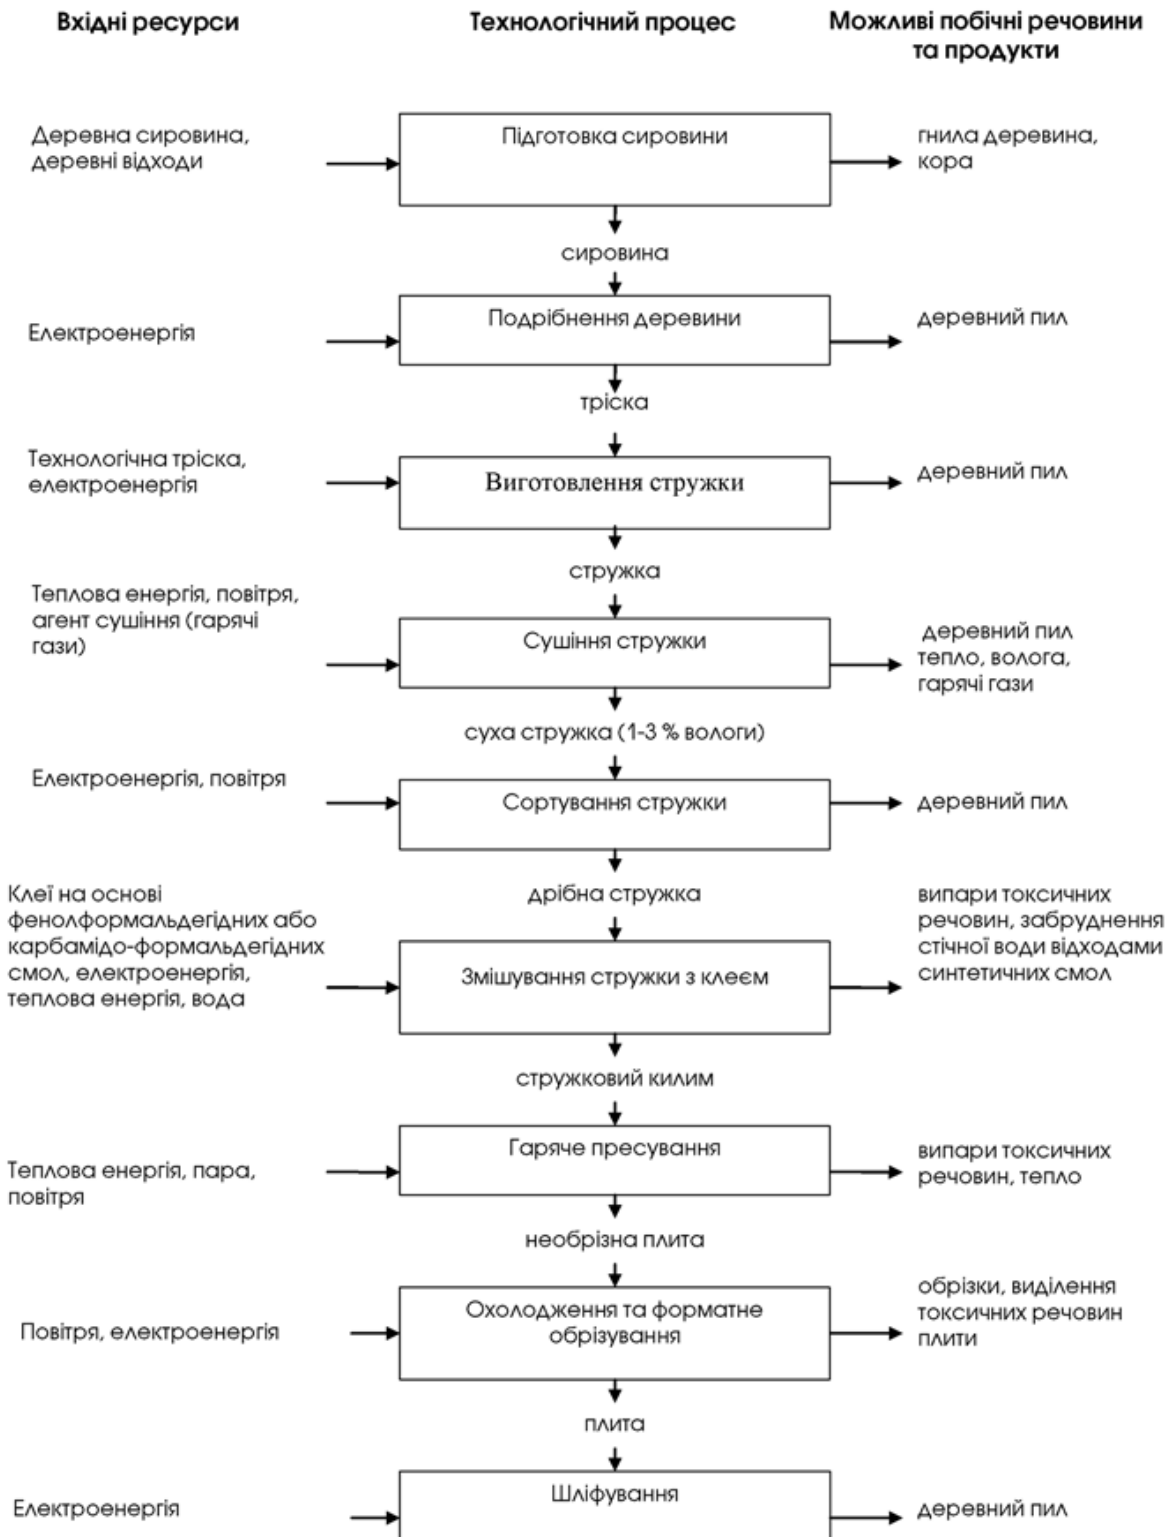 Вхідні ресурси
Технологічний процес
Можливі побічні речовини
та продукти
Деревна сировина,
деревні відходи
Підготовка сировини
гнила деревина,
кора
сировина
Електроенергія
Подрібнення деревини
деревний пил
тріска
Технологічна тріска,
електроенергія
Виготовлення стружки
деревний пил
стружка
Теплова енергія, повітря,
агент сушіння (гарячі
гази)
Сушіння стружки
деревний пил
тепло, волога,
гарячі гази
суха стружка (1-3 % вологи)
Електроенергія, повітря
Сортування стружки
деревний пил
дрібна стружка
Клеї на основі
фенолформальдегідних або
карбамідо-формальдегідних
смол, електроенергія,
теплова енергія, вода
Змішування стружки з клеєм
випари токсичних
речовин, забруднення
стічної води відходами
синтетичних смол
стружковий килим
Теплова енергія, пара,
повітря
Гаряче пресування
випари токсичних
речовин, тепло
необрізна плита
Повітря, електроенергія
Охолодження та форматне
обрізування
обрізки, виділення
токсичних речовин
плити
плита
Електроенергія
Шліфування
деревний пил